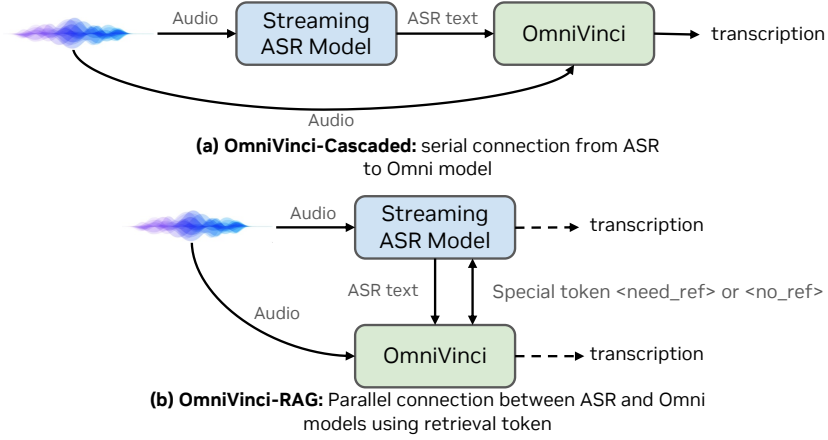 Audio
Streaming
ASR Model
ASR text
OmniVinci
transcription
Audio
(a) OmniVinci-Cascaded: serial connection from ASR
to Omni model
Audio
Streaming
ASR Model
transcription
ASR text
Special token <need_ref> or <no_ref>
Audio
OmniVinci
transcription
(b) OmniVinci-RAG: Parallel connection between ASR and Omni
models using retrieval token